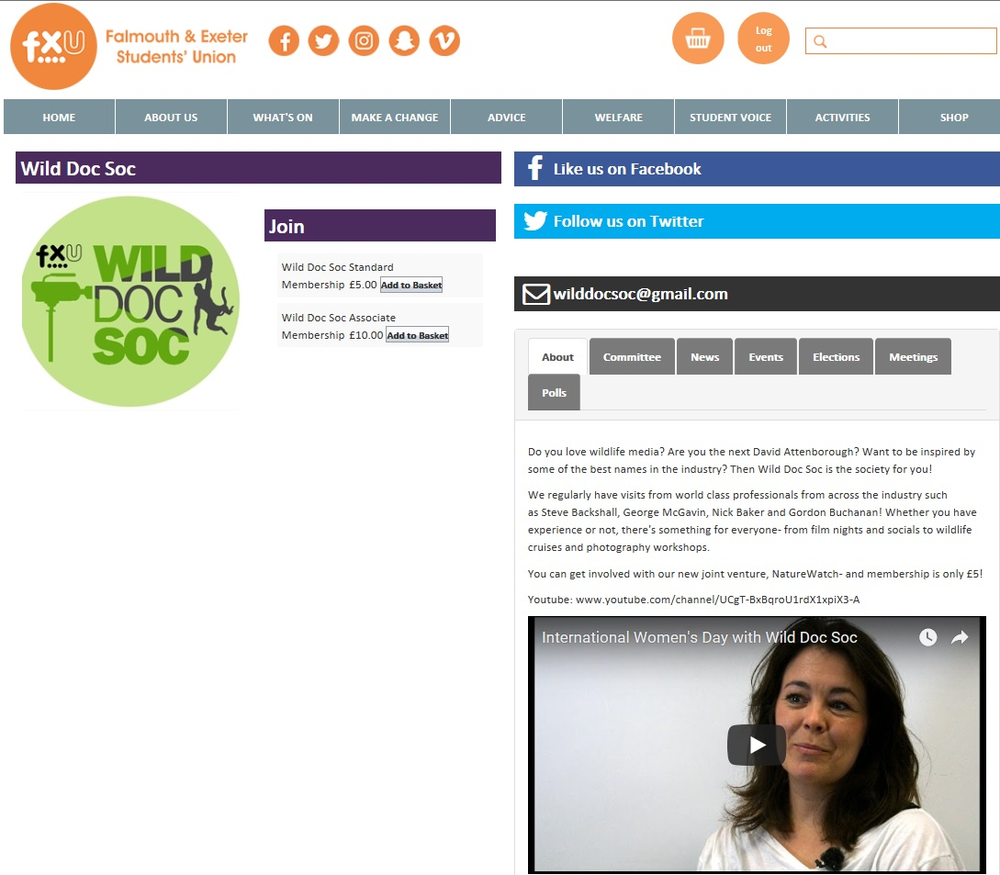 fxu
Falmouth & Exeter
Students' Union
Log
out
HOME
ABOUT US
WHAT'S ON
MAKE A CHANGE
ADVICE
WELFARE
STUDENT VOICE
ACTIVITIES
SHOP
Wild Doc Soc
fxu
WILD
DOC
SOC
Join
Wild Doc Soc Standard
Membership £5.00 Add to Basket
Wild Doc Soc Associate
Membership £10.00 Add to Basket
Like us on Facebook
Follow us on Twitter
wilddocsoc@gmail.com
About
Committee
News
Events
Elections
Meetings
Polls
Do you love wildlife media? Are you the next David Attenborough? Want to be inspired by
some of the best names in the industry? Then Wild Doc Soc is the society for you!
We regularly have visits from world class professionals from across the industry such
as Steve Backshall, George McGavin, Nick Baker and Gordon Buchanan! Whether you have
experience or not, there's something for everyone- from film nights and socials to wildlife
cruises and photography workshops.
You can get involved with our new joint venture, NatureWatch- and membership is only £5!
Youtube: www.youtube.com/channel/UCgT-BxBqroU1rdX1xpiX3-A
International Women's Day with Wild Doc Soc